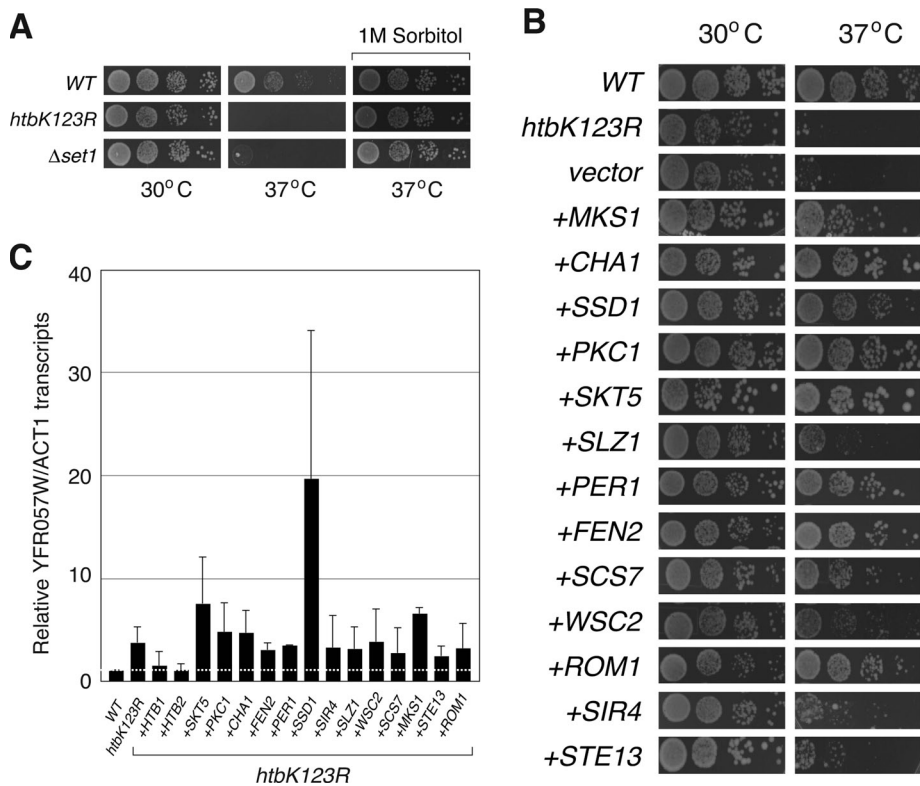 A
1M Sorbitol
WT
htbK123R
Δset1
30°C
37°C
37°C
B
30°C
37°C
WT
htbK123R
vector
+MKS1
+CHA1
+SSD1
+PKC1
+SKT5
+SLZ1
+PER1
+FEN2
+SCS7
+WSC2
+ROM1
+SIR4
+STE13
C
Relative YFR057W/ACT1 transcripts
40
30
20
10
0
WT
htbK123R
+HTB1
+HTB2
+SKT5
+PKC1
+CHA1
+FEN2
+PER1
+SSD1
+SIR4
+SLZ1
+WSC2
+SCS7
+MKS1
+STE13
+ROM1
htbK123R